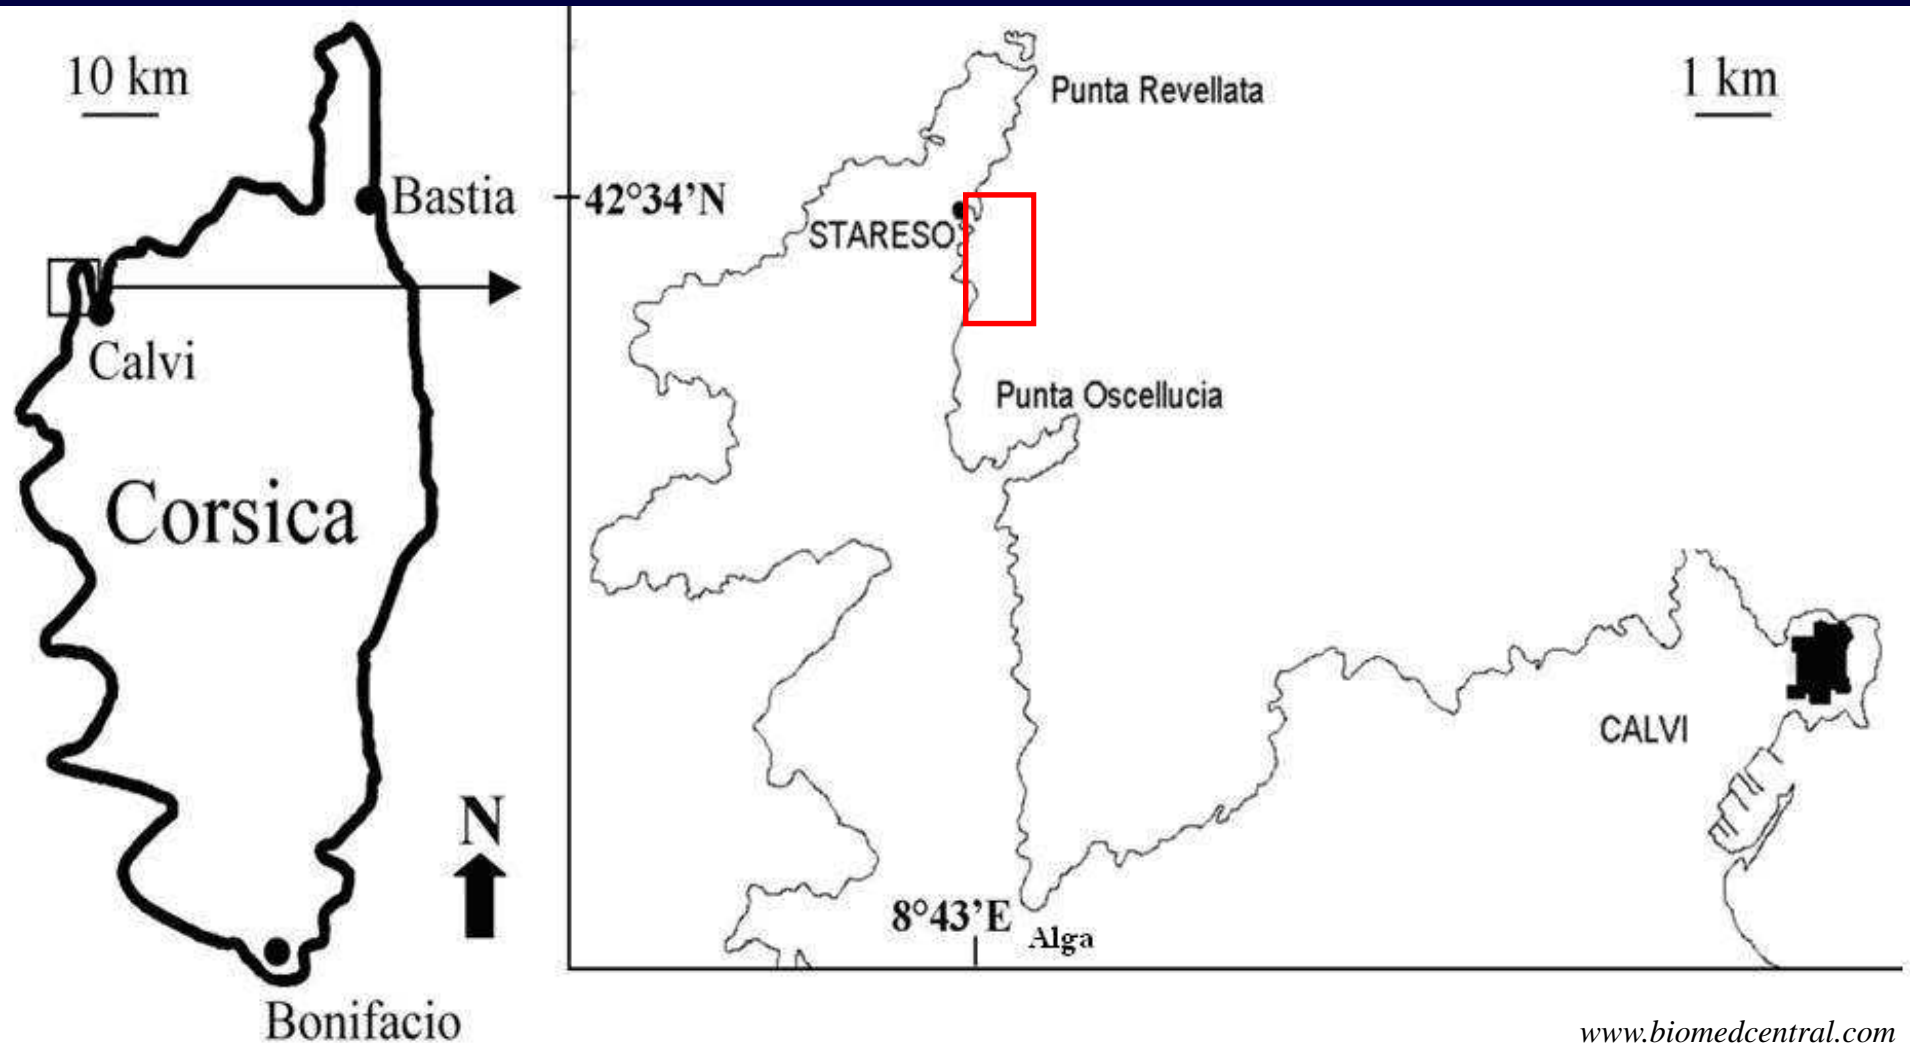 10 km
Bastia
Calvi
Corsica
N
Bonifacio
1 km
Punta Revellata
42°34’N
STARESO
Punta Oscellucia
CALVI
8°43’E
Alga
www.biomedcentral.com